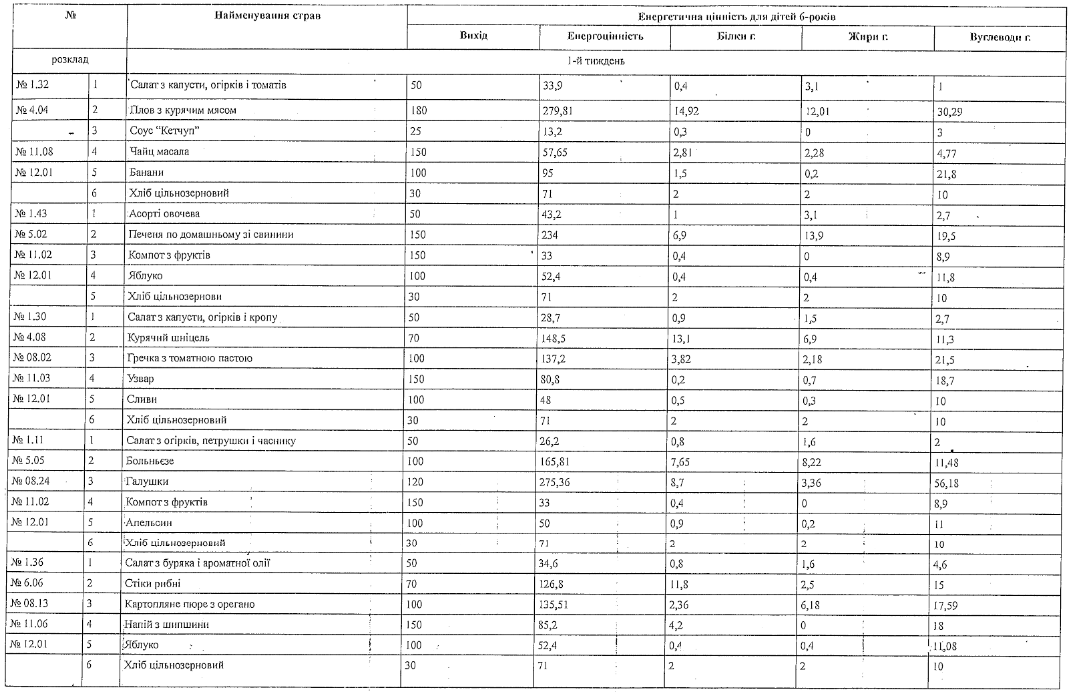 № Найменування страв Енергетична цінність для дітей 6-років
Вихід Енергоцінність Білки г. Жири г. Вуглеводи г.
розклад 1-й тиждень
№ 1.32 1 Салат з капусти, огірків і томатів 50 33,9 0,4 3,1 1
№ 4.04 2 Плов з курячим мясом 180 279,81 14,92 12,01 30,29
3 Соус "Кетчуп" 25 13,2 0,3 0 3
№ 11.08 4 Чайц масала 150 57,65 2,81 2,28 4,77
№ 12.01 5 Банани 100 95 1,5 0,2 21,8
6 Хліб цільнозерновий 30 71 2 2 10
№ 1.43 1 Асорті овочева 50 43,2 1 3,1 2,7
№ 5.02 2 Печеня по домашньому зі свинини 150 234 6,9 13,9 19,5
№ 11.02 3 Компот з фруктів 150 33 0,4 0 8,9
№ 12.01 4 Яблуко 100 52,4 0,4 0,4 11,8
5 Хліб цільнозернови 30 71 2 2 10
№ 1.30 1 Салат з капусти, огірків і кропу 50 28,7 0,9 1,5 2,7
№ 4.08 2 Курячий шніцель 70 148,5 13,1 6,9 11,3
№ 08.02 3 Гречка з томатною пастою 100 137,2 3,82 2,18 21,5
№ 11.03 4 Узвар 150 80,8 0,2 0,7 18,7
№ 12.01 5 Сливи 100 48 0,5 0,3 10
6 Хліб цільнозерновий 30 71 2 2 10
№ 1.11 1 Салат з огірків, петрушки і часнику 50 26,2 0,8 1,6 2
№ 5.05 2 Больньєзе 100 165,81 7,65 8,22 11,48
№ 08.24 3 Галушки 120 275,36 8,7 3,36 56,18
№ 11.02 4 Компот з фруктів 150 33 0,4 0 8,9
№ 12.01 5 Апельсин 100 50 0,9 0,2 11
6 Хліб цільнозерновий 30 71 2 2 10
№ 1.36 1 Салат з буряка і ароматної олії 50 34,6 0,8 1,6 4,6
№ 6.06 2 Стіки рибні 70 126,8 11,8 2,5 15
№ 08.13 3 Картопляне пюре з орегано 100 135,51 2,36 6,18 17,59
№ 11.06 4 Напій з шипшини 150 85,2 4,2 0 18
№ 12.01 5 Яблуко 100 52,4 0,4 0,4 11,08
6 Хліб цільнозерновий 30 71 2 2 10